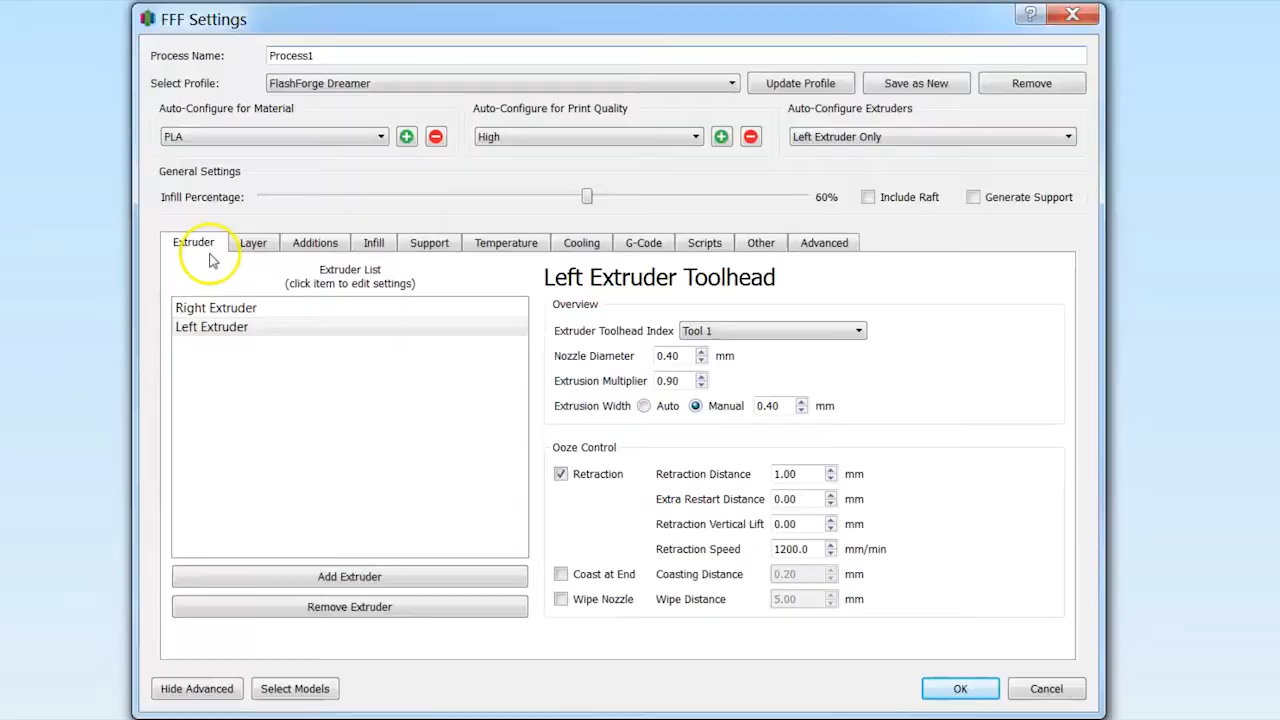 FFF Settings
?
X
Process Name: Process1
Select Profile: FlashForge Dreamer Update Profile Save as New Remove
Auto-Configure for Material Auto-Configure for Print Quality Auto-Configure Extruders
PLA High Left Extruder Only
General Settings
Infill Percentage: 60% Include Raft Generate Support
Extruder Layer Additions Infill Support Temperature Cooling G-Code Scripts Other Advanced
Extruder List
(click item to edit settings)
Right Extruder
Left Extruder
Add Extruder
Remove Extruder
Left Extruder Toolhead
Overview
Extruder Toolhead Index Tool 1
Nozzle Diameter 0.40 mm
Extrusion Multiplier 0.90
Extrusion Width Auto Manual 0.40 mm
Ooze Control
Retraction Retraction Distance 1.00 mm
Extra Restart Distance 0.00 mm
Retraction Vertical Lift 0.00 mm
Retraction Speed 1200.0 mm/min
Coast at End Coasting Distance 0.20 mm
Wipe Nozzle Wipe Distance 5.00 mm
Hide Advanced Select Models OK Cancel